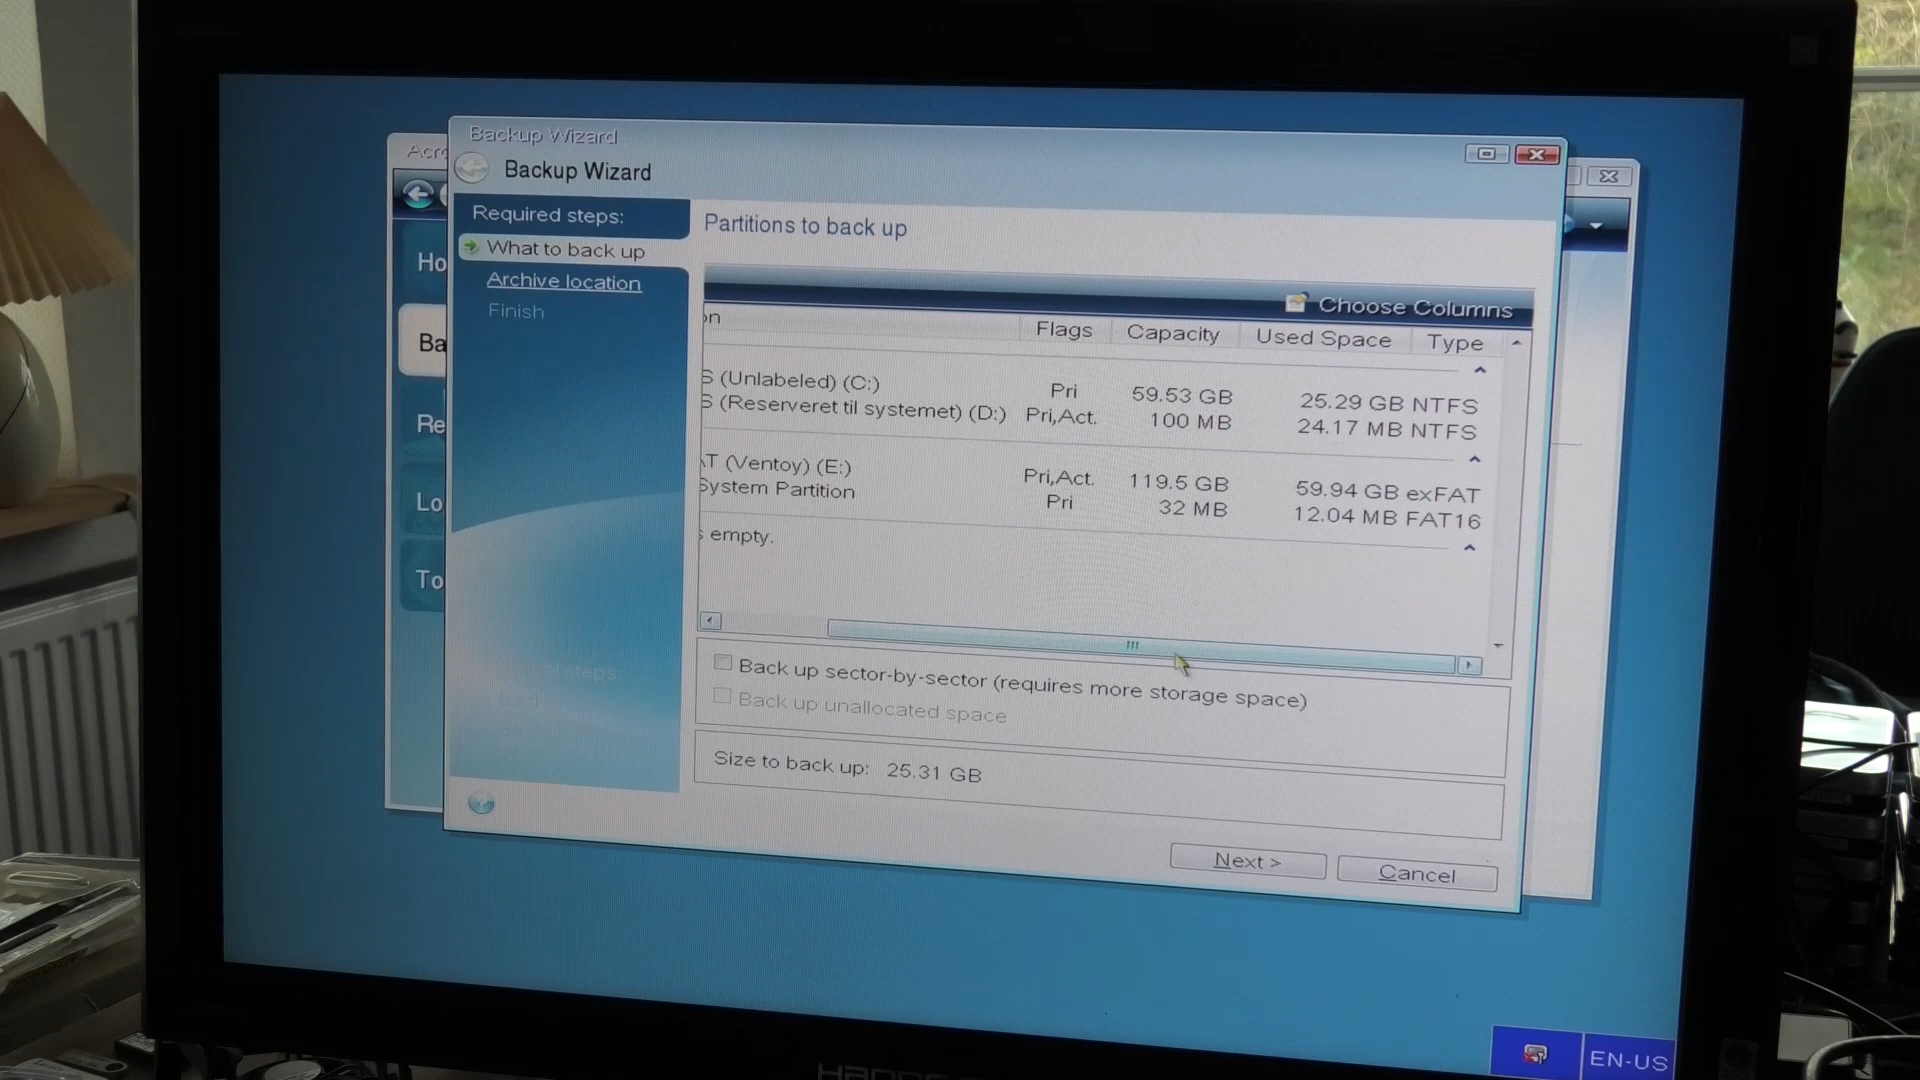 Backup Wizard
Backup Wizard
Required steps:
What to back up
Archive location
Finish
Partitions to back up
Choose Columns
on Flags Capacity Used Space Type
S (Unlabeled) (C:) Pri 59.53 GB 25.29 GB NTFS
S (Reserveret til systemet) (D:) Pri,Act. 100 MB 24.17 MB NTFS
AT (Ventoy) (E:) Pri,Act. 119.5 GB 59.94 GB exFAT
System Partition Pri 32 MB 12.04 MB FAT16
s empty.
Back up sector-by-sector (requires more storage space)
Back up unallocated space
Size to back up: 25.31 GB
Next >
Cancel
Acro
Ho
Ba
Re
Lo
To
EN-US